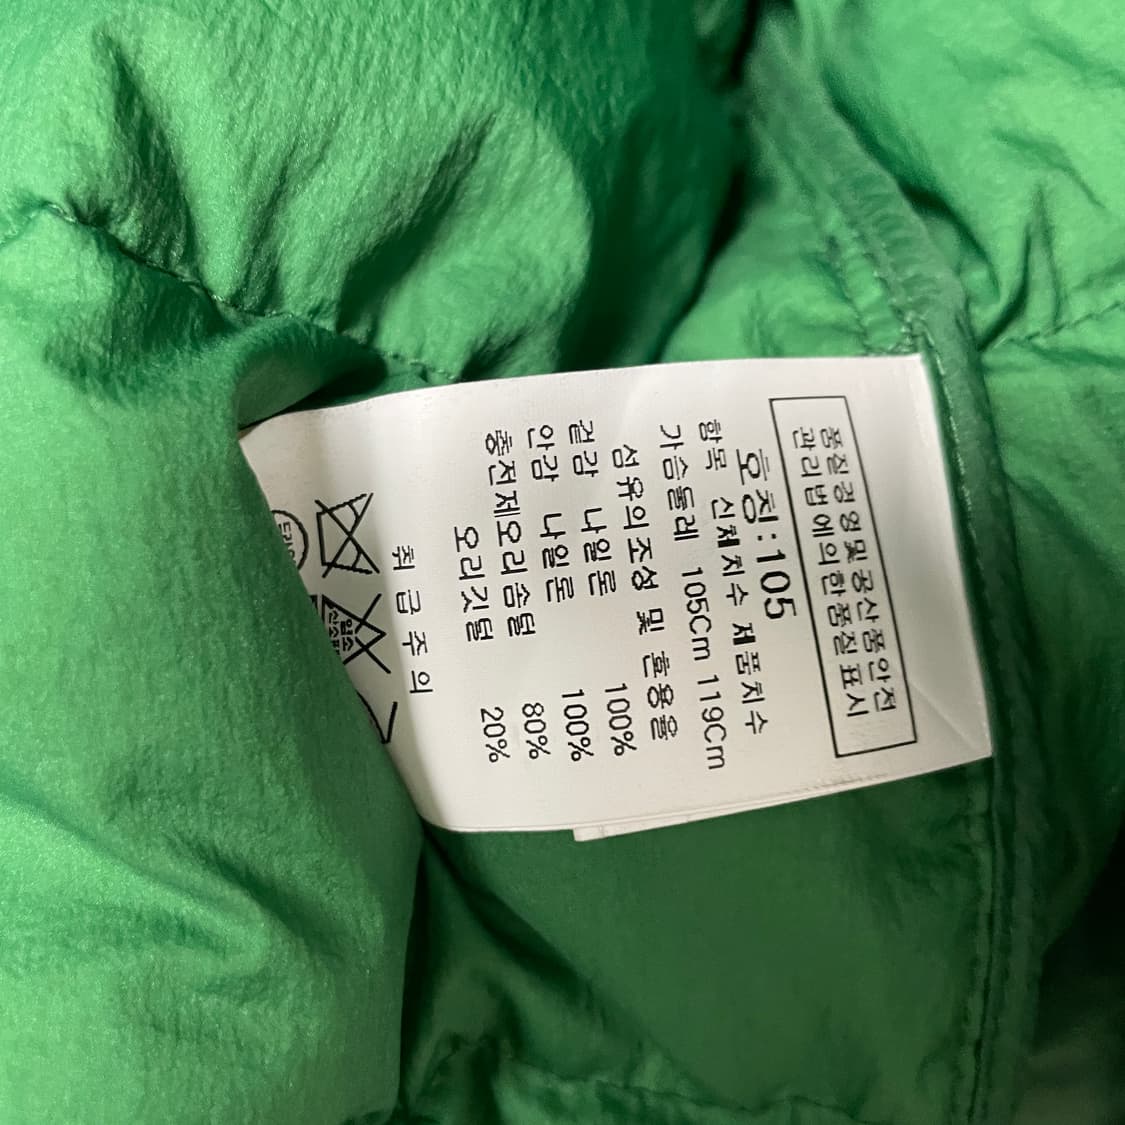 품질경영및공산품안전
관리법에의한품질표시
호칭:105
항목 신체치수 제품치수
가슴둘레 105Cm 119Cm
섬유의조성 및 혼용율
겉감 나일론 100%
안감 나일론 100%
충전재오리솜털 80%
오리깃털 20%
취급주의